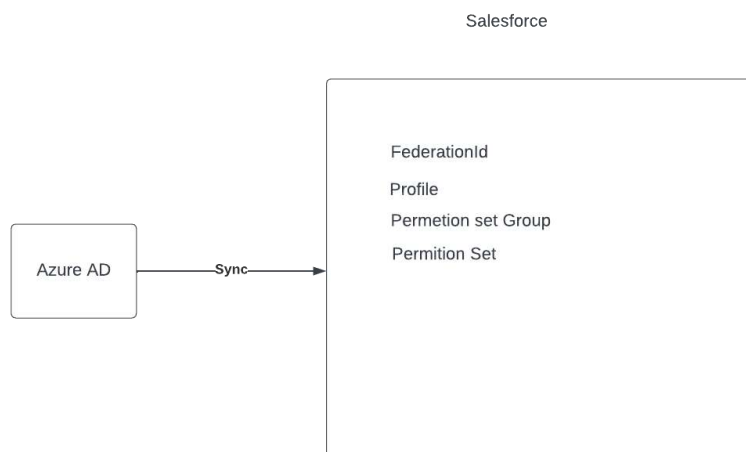 Salesforce
FederationId
Profile
Permetion set Group
Permition Set
Azure AD
Sync